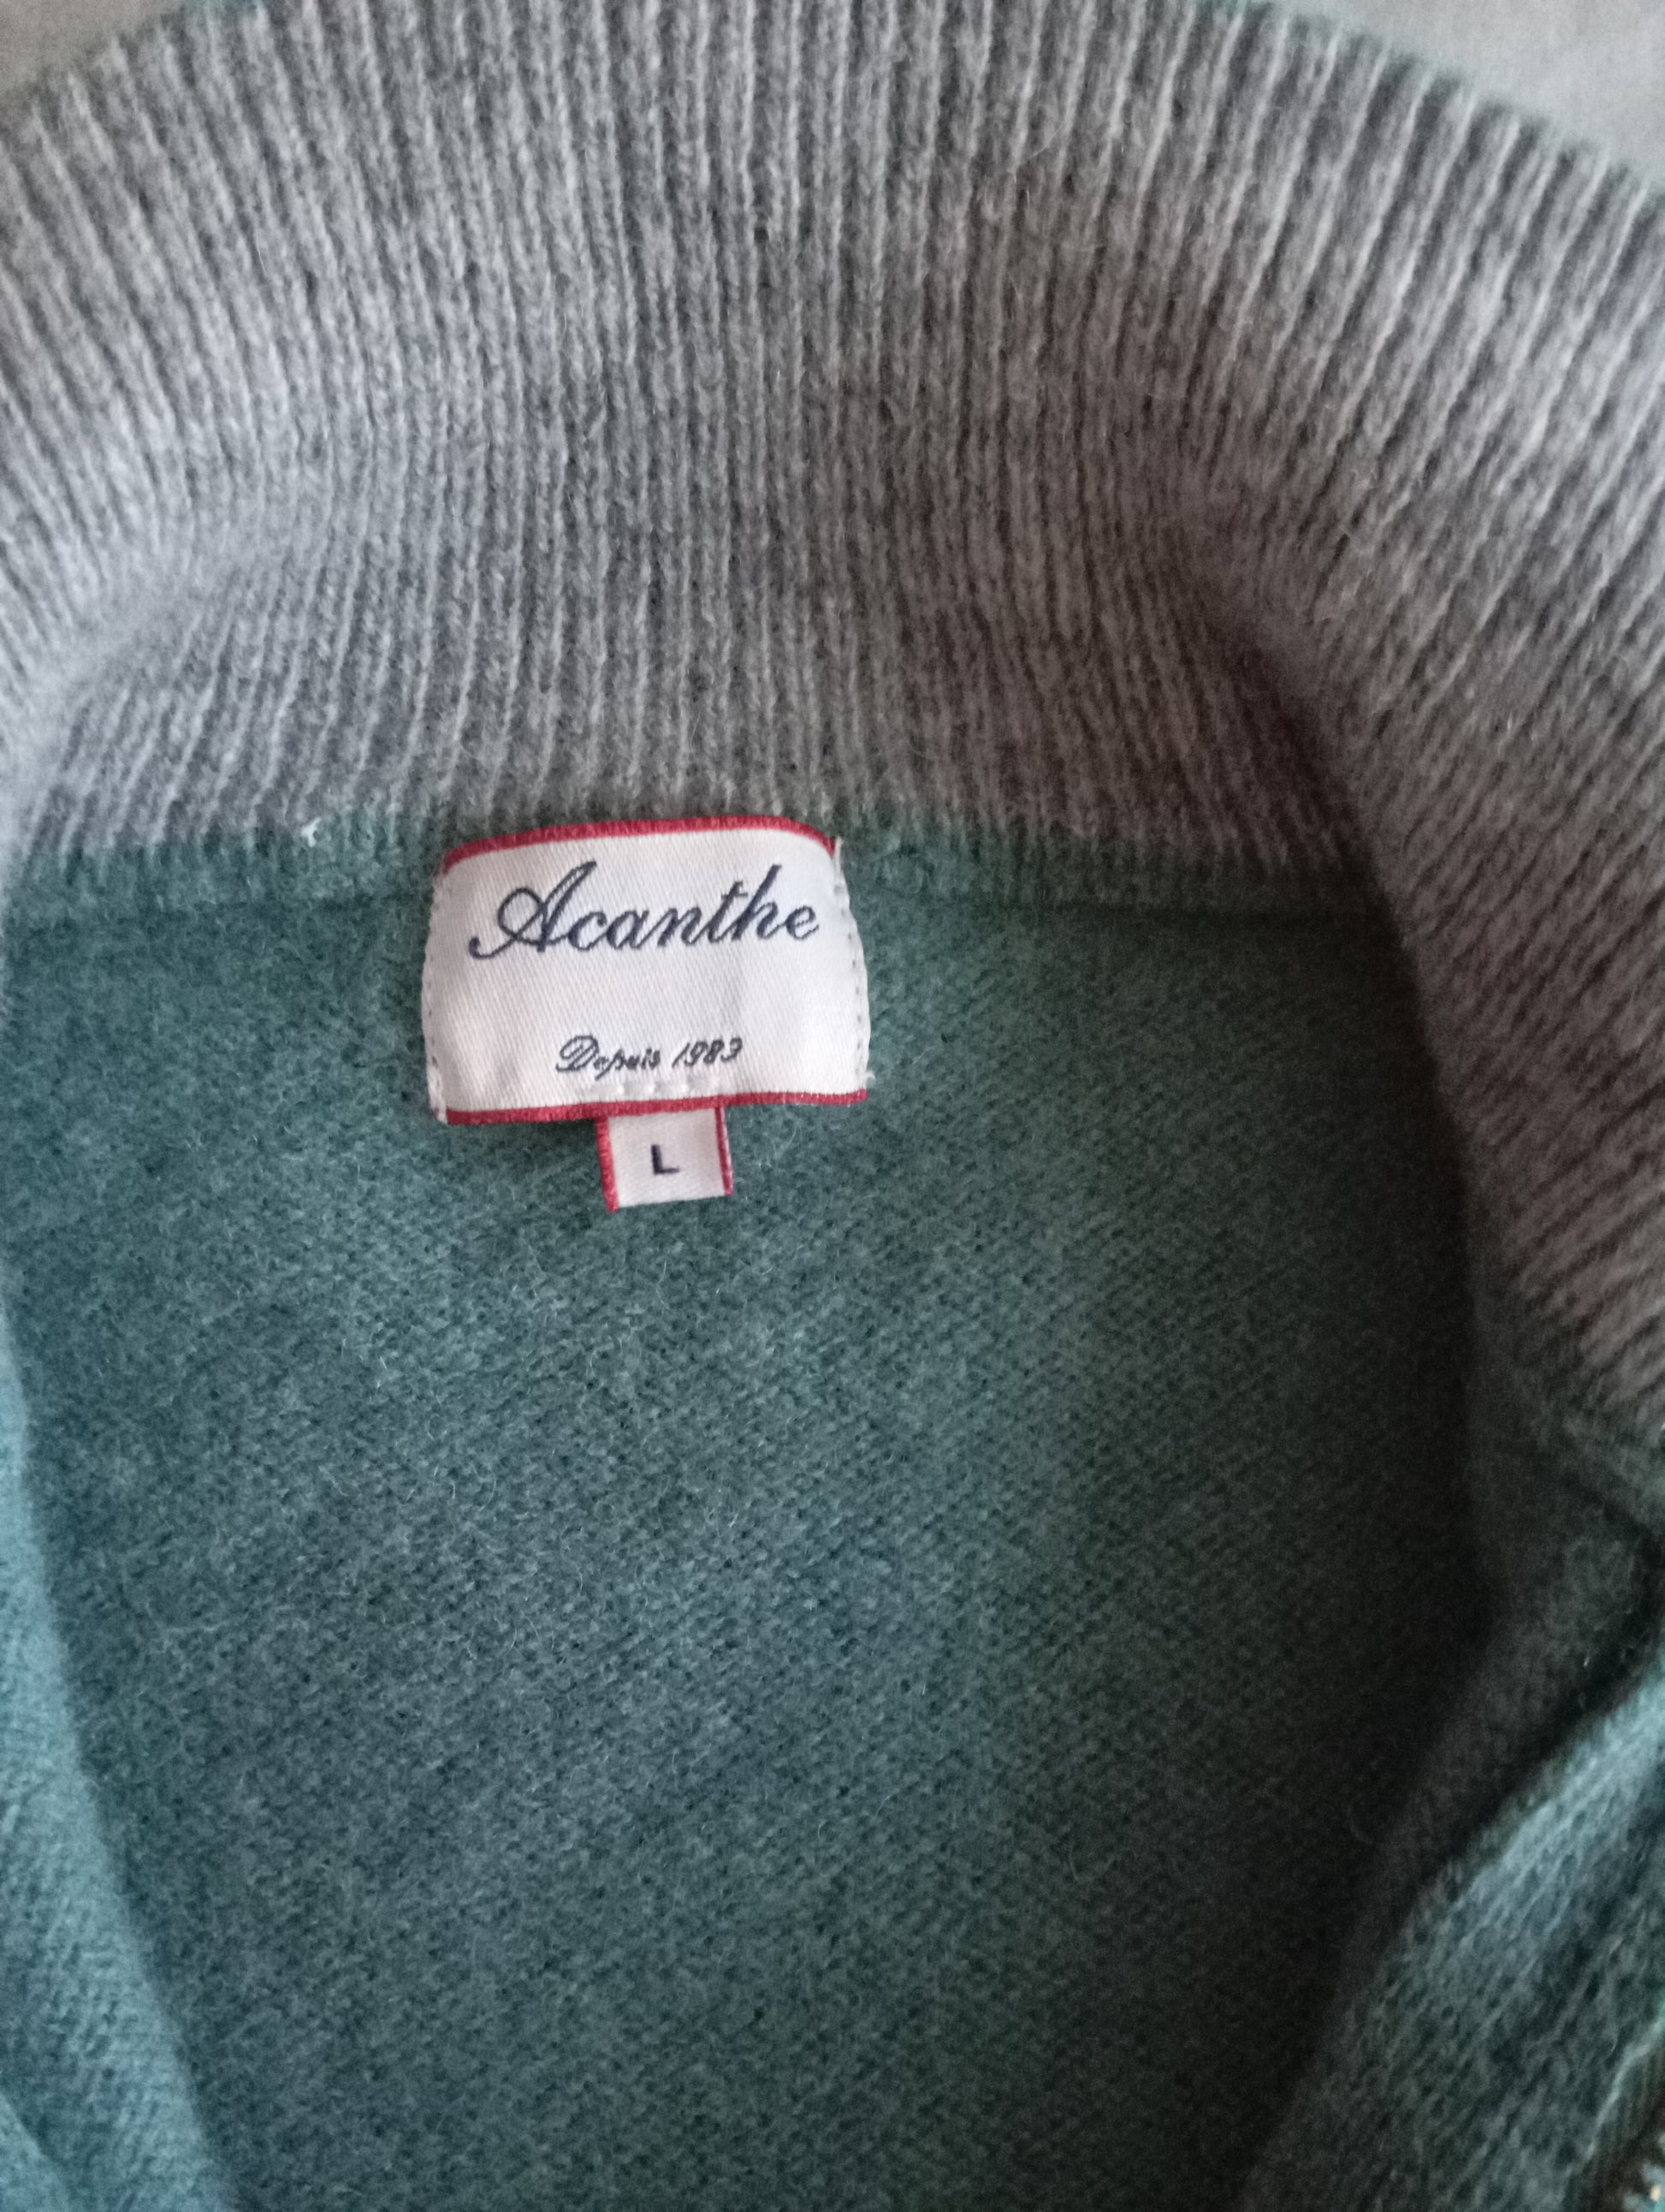 Acanthe
Depuis 1983
L